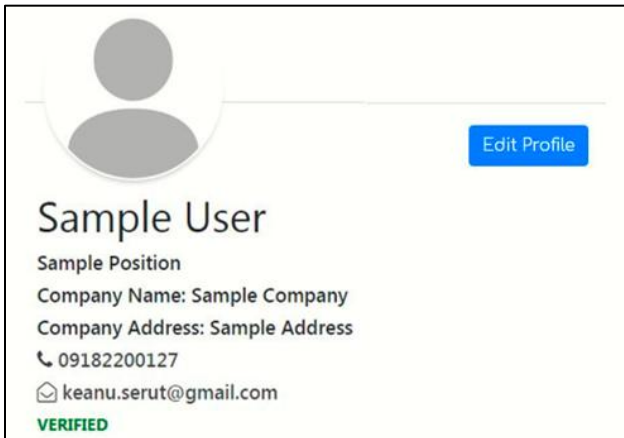 Edit Profile
Sample User
Sample Position
Company Name: Sample Company
Company Address: Sample Address
09182200127
keanu.serut@gmail.com
VERIFIED